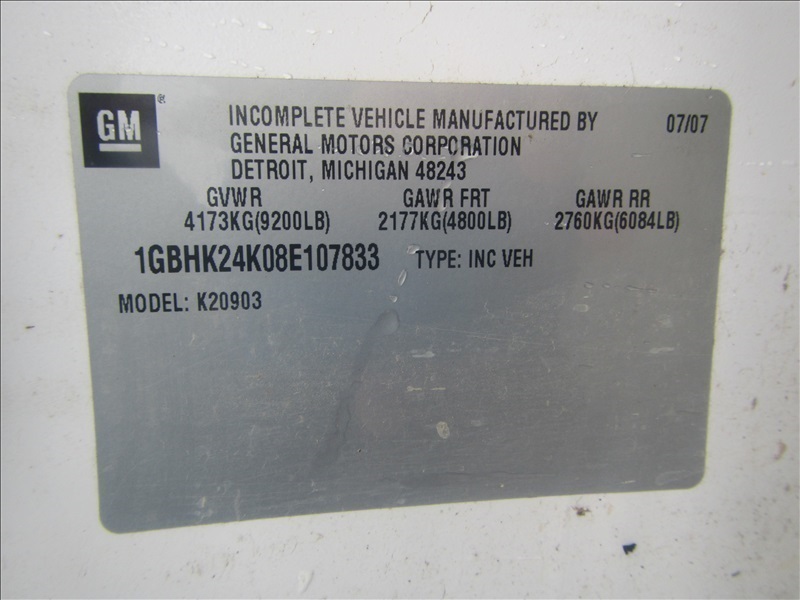 GM®
INCOMPLETE VEHICLE MANUFACTURED BY 07/07
GENERAL MOTORS CORPORATION
DETROIT, MICHIGAN 48243
GVWR GAWR FRT GAWR RR
4173KG(9200LB) 2177KG(4800LB) 2760KG(6084LB)
1GBHK24K08E107833 TYPE: INC VEH
MODEL: K20903